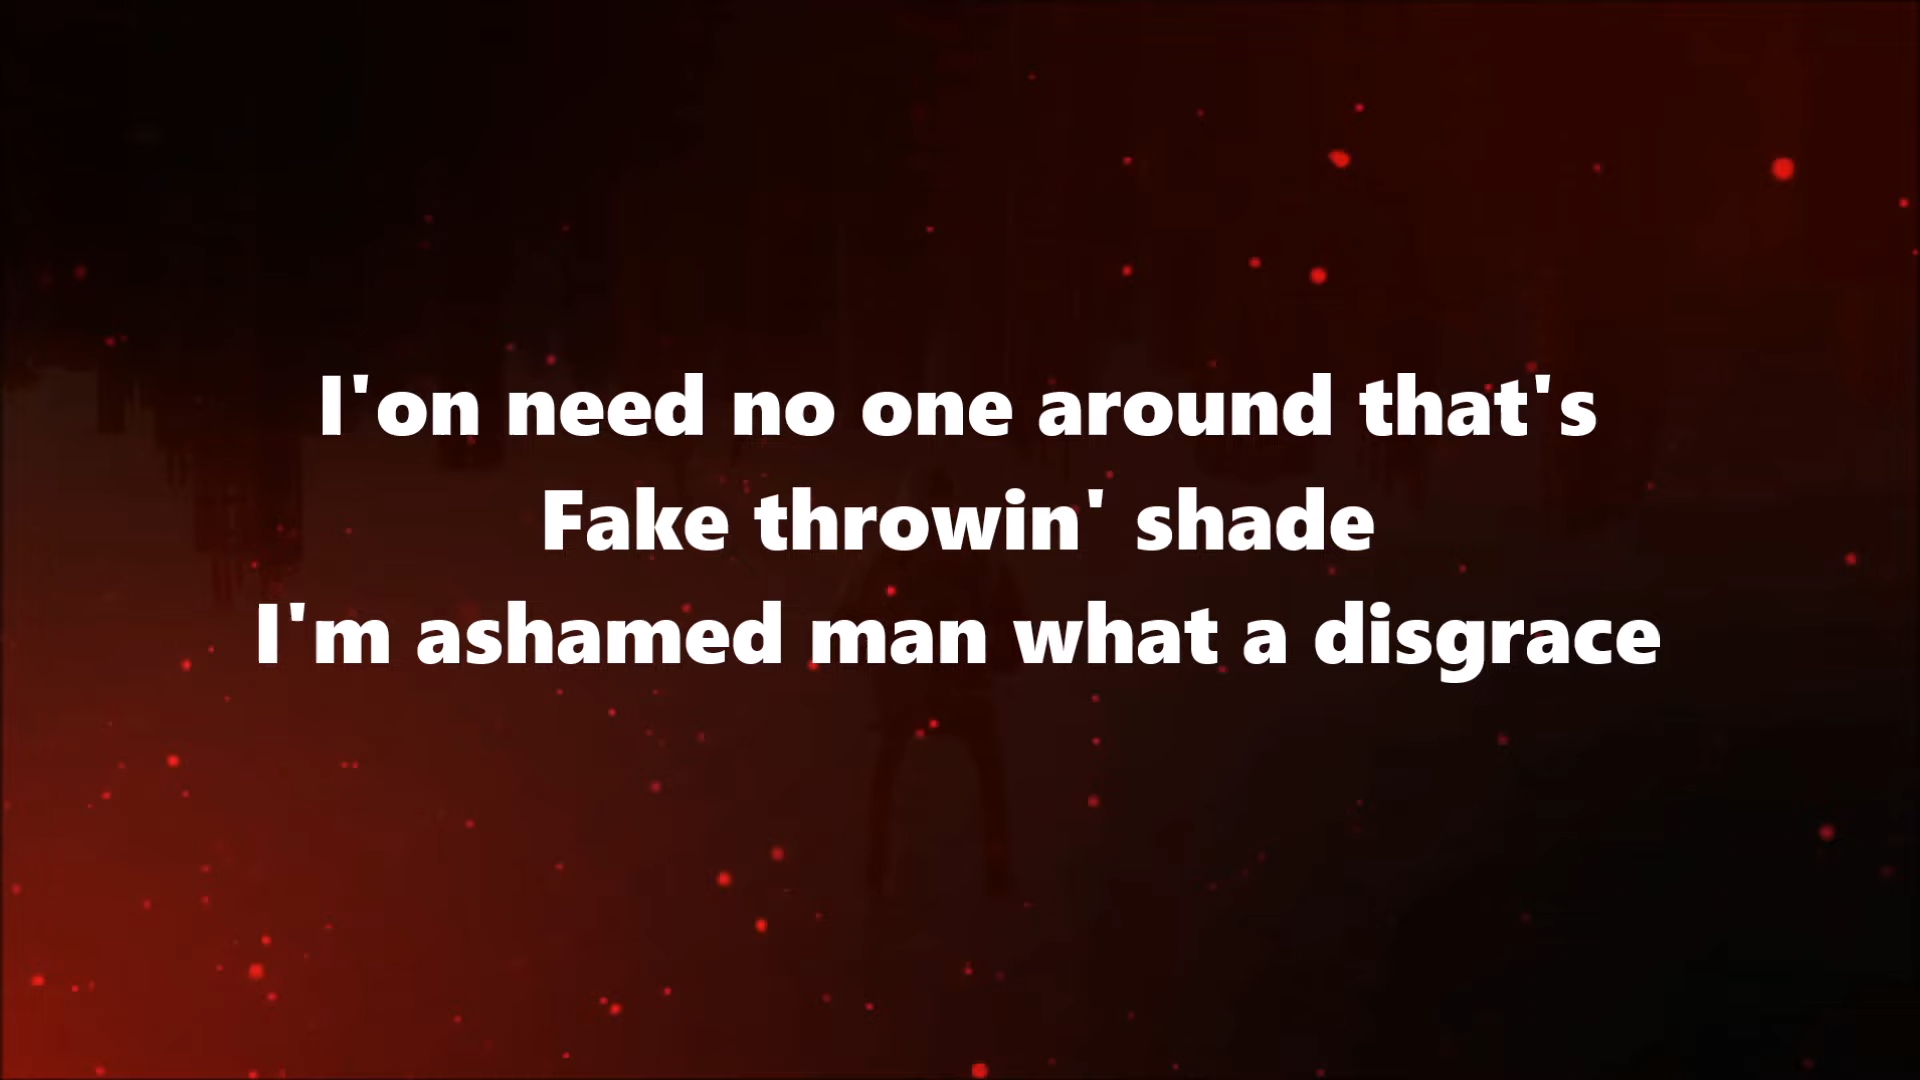 I'on need no one around that's
Fake throwin' shade
I'm ashamed man what a disgrace